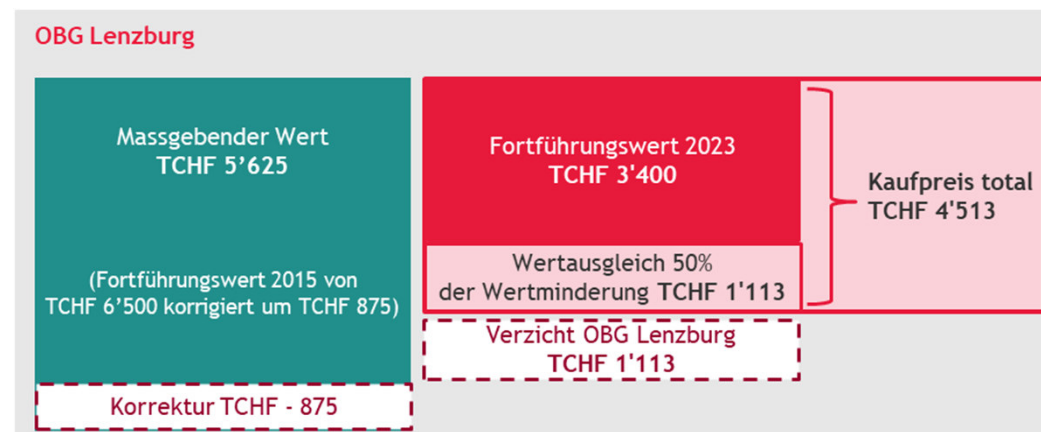 OBG Lenzburg
Massgebender Wert
TCHF 5’625
(Fortführungswert 2015 von
TCHF 6’500 korrigiert um TCHF 875)
Korrektur TCHF - 875
Fortführungswert 2023
TCHF 3'400
Wertausgleich 50%
der Wertminderung TCHF 1'113
Verzicht OBG Lenzburg
TCHF 1'113
Kaufpreis total
TCHF 4'513